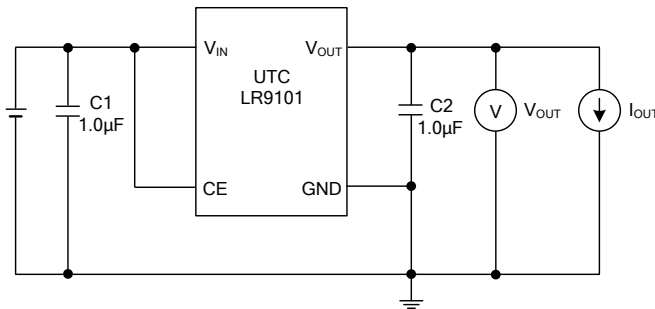 V_IN V_OUT
UTC
LR9101
C1
1.0µF
C2
1.0µF
V V_OUT
I_OUT
CE GND